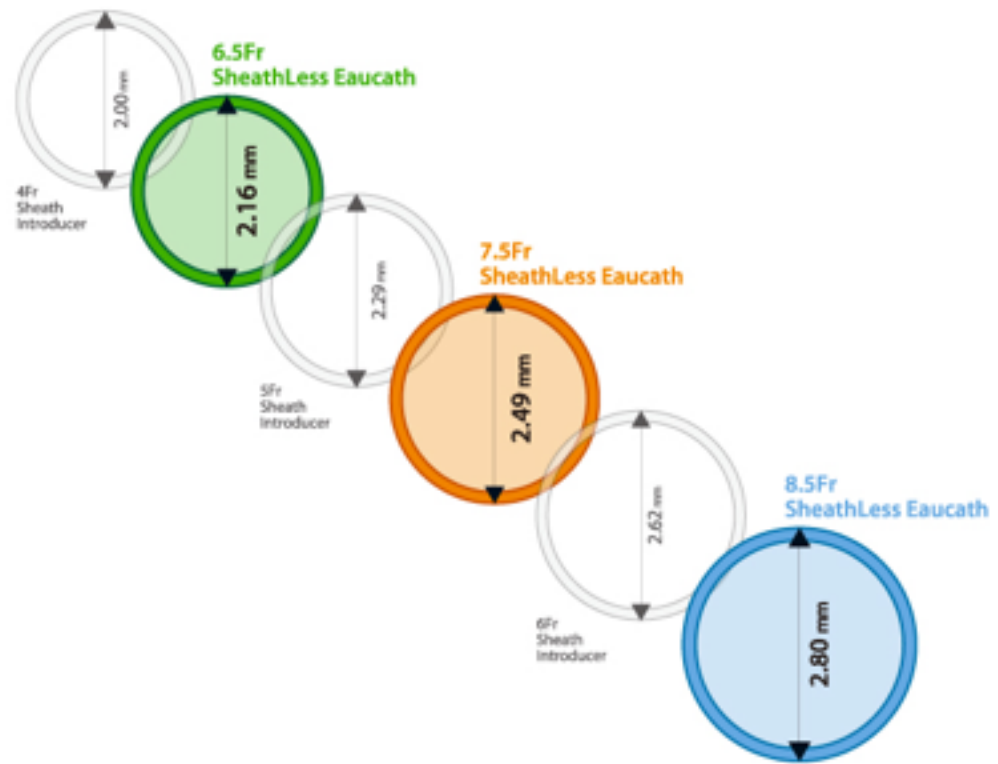 2.00 mm
4Fr
Sheath
Introducer
6.5Fr
SheathLess Eaucath
2.16 mm
2.29 mm
5Fr
Sheath
Introducer
7.5Fr
SheathLess Eaucath
2.49 mm
2.62 mm
6Fr
Sheath
Introducer
8.5Fr
SheathLess Eaucath
2.80 mm